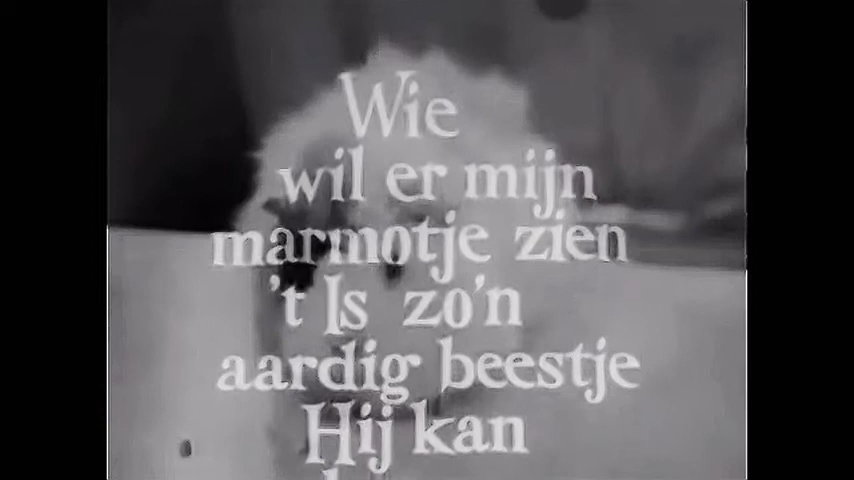 Wie
wil er mijn
marmotje zien
't Is zo'n
aardig beestje
Hij kan